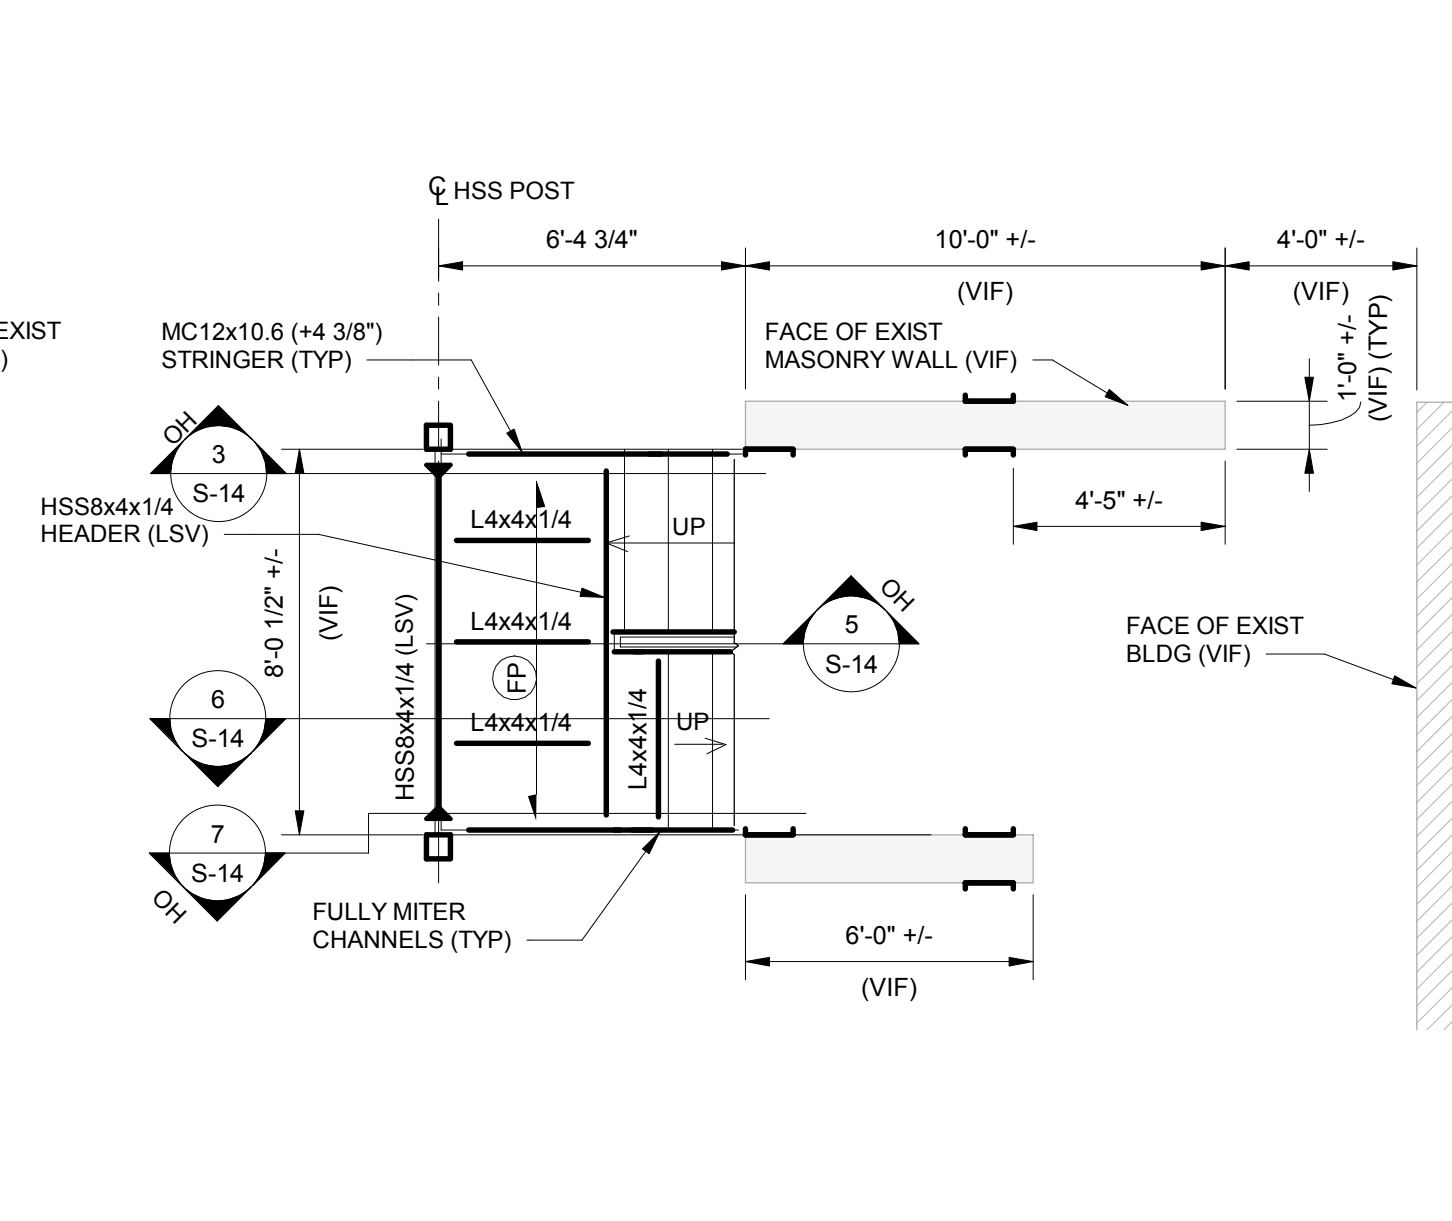 ℄ HSS POST
6'-4 3/4"
10'-0" +/-
(VIF)
4'-0" +/-
(VIF)
1'-0" +/-
(VIF) (TYP)
EXIST
)
MC12x10.6 (+4 3/8")
STRINGER (TYP)
FACE OF EXIST
MASONRY WALL (VIF)
OH
3
S-14
HSS8x4x1/4
HEADER (LSV)
L4x4x1/4
UP
4'-5" +/-
8'-0 1/2" +/-
(VIF)
HSS8x4x1/4 (LSV)
L4x4x1/4
OH
5
S-14
FACE OF EXIST
BLDG (VIF)
FP
6
S-14
L4x4x1/4
L4x4x1/4
UP
7
S-14
OH
FULLY MITER
CHANNELS (TYP)
6'-0" +/-
(VIF)